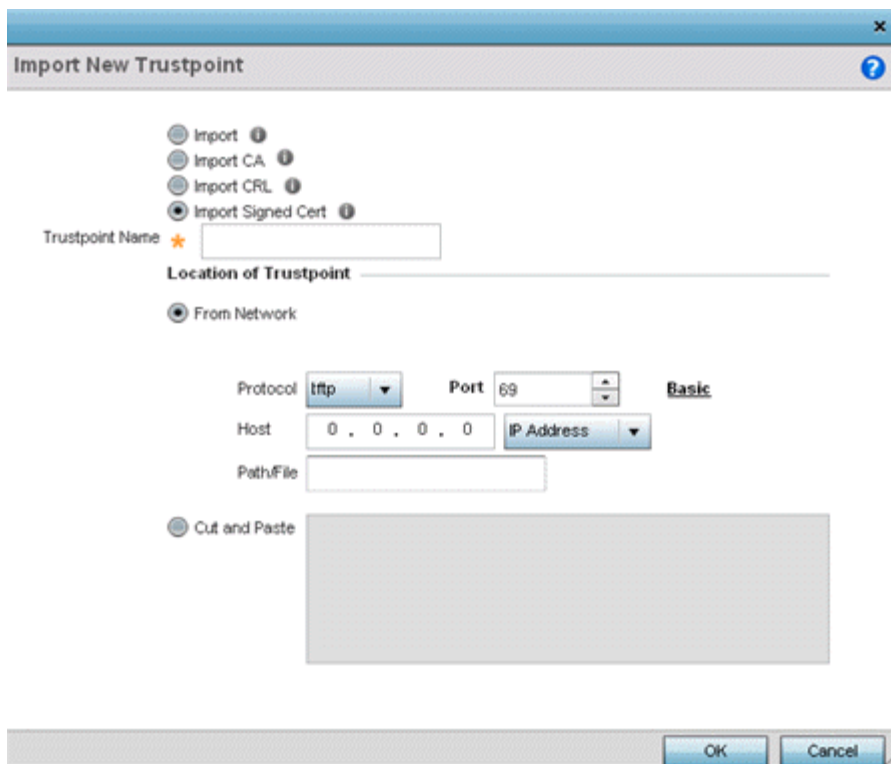 Import New Trustpoint
Import
Import CA
Import CRL
Import Signed Cert
Trustpoint Name *
Location of Trustpoint
From Network
Protocol tftp Port 69 Basic
Host 0 . 0 . 0 . 0 IP Address
Path/File
Cut and Paste
OK Cancel